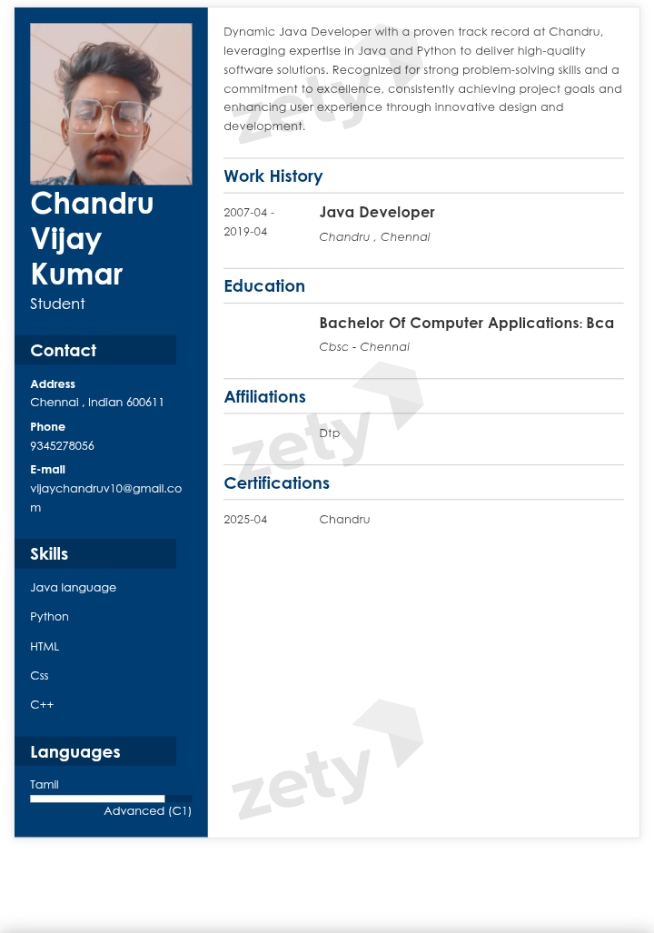 Chandru
Vijay
Kumar
Student
Contact
Address
Chennai , Indian 600611
Phone
9345278056
E-mail
vijaychandruv10@gmail.co
m
Skills
Java language
Python
HTML
Css
C++
Languages
Tamil
Advanced (C1)
Dynamic Java Developer with a proven track record at Chandru,
leveraging expertise in Java and Python to deliver high-quality
software solutions. Recognized for strong problem-solving skills and a
commitment to excellence, consistently achieving project goals and
enhancing user experience through innovative design and
development.
Work History
2007-04 -
2019-04
Java Developer
Chandru , Chennai
Education
Bachelor Of Computer Applications: Bca
Cbsc - Chennai
Affiliations
Dtp
Certifications
2025-04 Chandru
zety
zety
zety